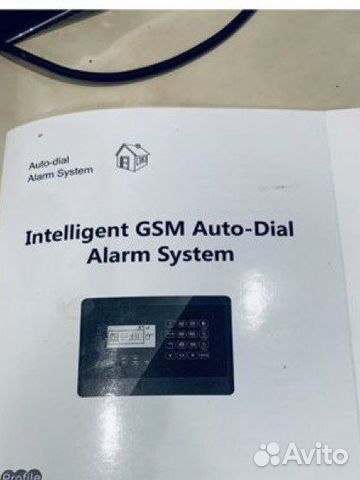 Auto-dial
Alarm System
Intelligent GSM Auto-Dial
Alarm System
Profile
Avito